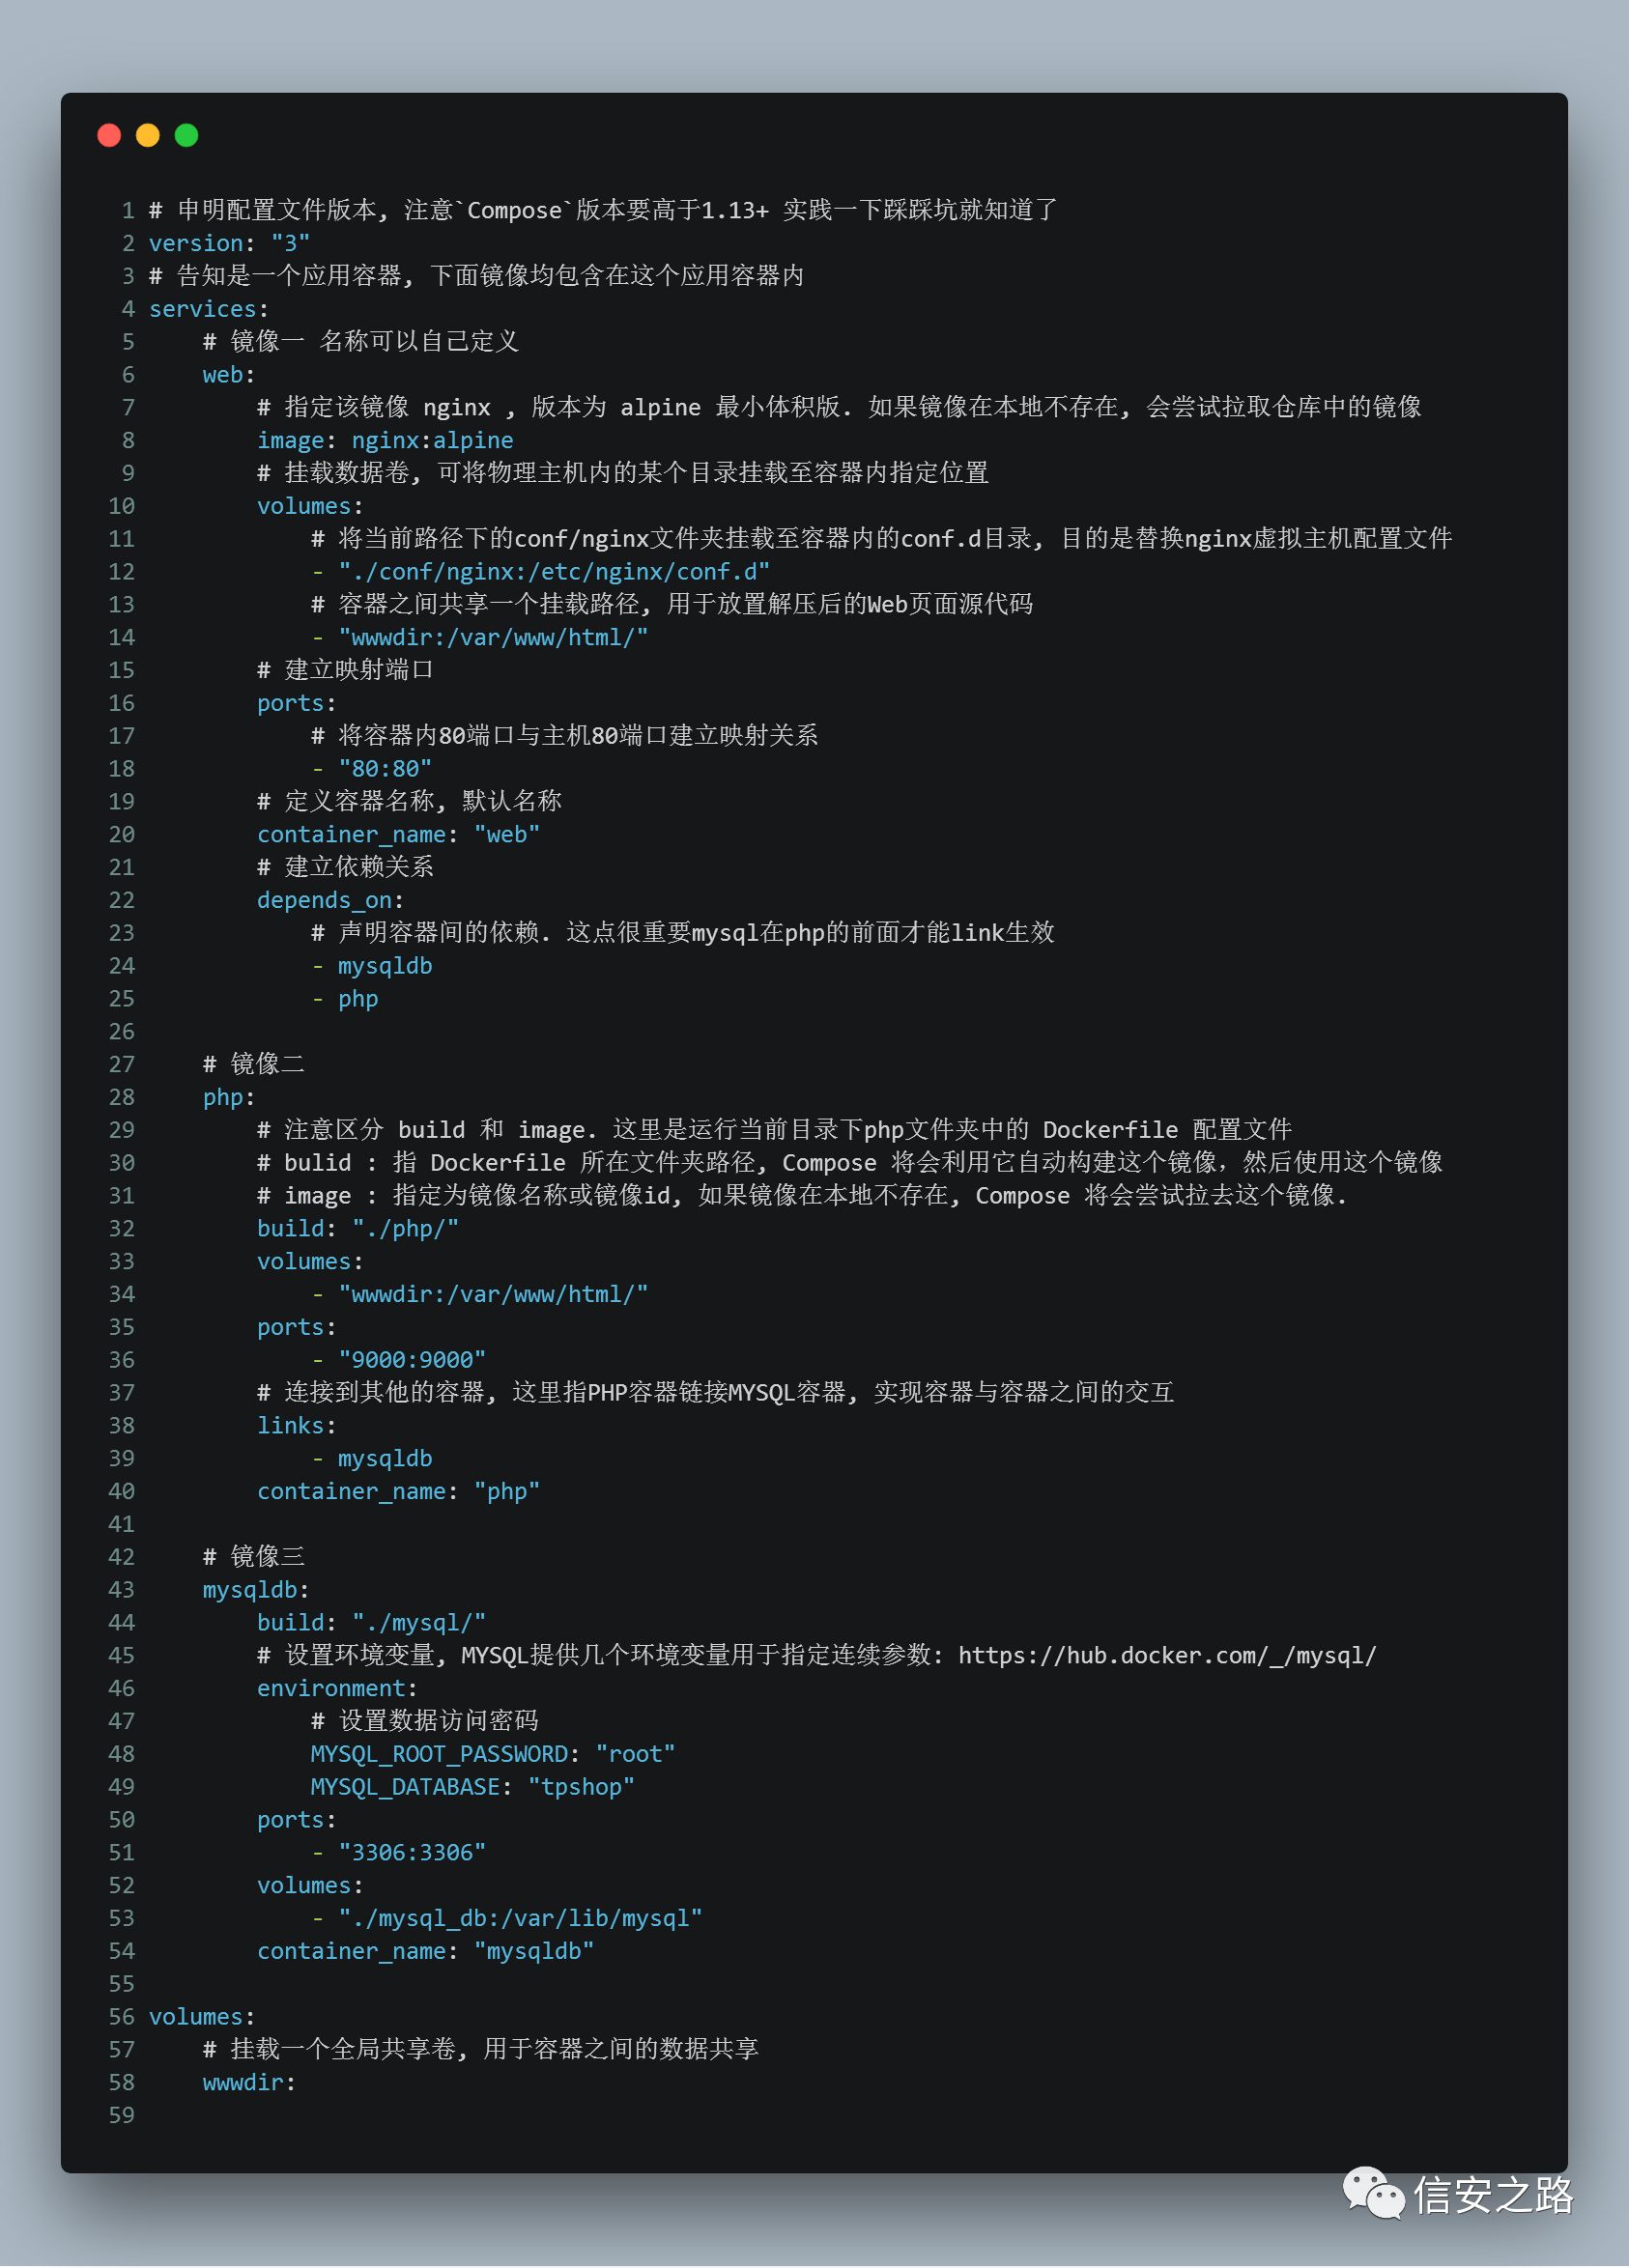 1 # 申明配置文件版本, 注意`Compose`版本要高于1.13+ 实践一下踩踩坑就知道了
2 version: "3"
3 # 告知是一个应用容器, 下面镜像均包含在这个应用容器内
4 services:
5     # 镜像一 名称可以自己定义
6     web:
7         # 指定该镜像 nginx , 版本为 alpine 最小体积版. 如果镜像在本地不存在, 会尝试拉取仓库中的镜像
8         image: nginx:alpine
9         # 挂载数据卷, 可将物理主机内的某个目录挂载至容器内指定位置
10         volumes:
11             # 将当前路径下的conf/nginx文件夹挂载至容器内的conf.d目录, 目的是替换nginx虚拟主机配置文件
12             - "./conf/nginx:/etc/nginx/conf.d"
13             # 容器之间共享一个挂载路径, 用于放置解压后的Web页面源代码
14             - "wwwdir:/var/www/html/"
15         # 建立映射端口
16         ports:
17             # 将容器内80端口与主机80端口建立映射关系
18             - "80:80"
19         # 定义容器名称, 默认名称
20         container_name: "web"
21         # 建立依赖关系
22         depends_on:
23             # 声明容器间的依赖. 这点很重要mysql在php的前面才能link生效
24             - mysqldb
25             - php
26
27     # 镜像二
28     php:
29         # 注意区分 build 和 image. 这里是运行当前目录下php文件夹中的 Dockerfile 配置文件
30         # bulid : 指 Dockerfile 所在文件夹路径, Compose 将会利用它自动构建这个镜像，然后使用这个镜像
31         # image : 指定为镜像名称或镜像id, 如果镜像在本地不存在, Compose 将会尝试拉去这个镜像.
32         build: "./php/"
33         volumes:
34             - "wwwdir:/var/www/html/"
35         ports:
36             - "9000:9000"
37         # 连接到其他的容器, 这里指PHP容器链接MYSQL容器, 实现容器与容器之间的交互
38         links:
39             - mysqldb
40         container_name: "php"
41
42     # 镜像三
43     mysqldb:
44         build: "./mysql/"
45         # 设置环境变量, MYSQL提供几个环境变量用于指定连续参数: https://hub.docker.com/_/mysql/
46         environment:
47             # 设置数据访问密码
48             MYSQL_ROOT_PASSWORD: "root"
49             MYSQL_DATABASE: "tpshop"
50         ports:
51             - "3306:3306"
52         volumes:
53             - "./mysql_db:/var/lib/mysql"
54         container_name: "mysqldb"
55
56 volumes:
57     # 挂载一个全局共享卷, 用于容器之间的数据共享
58     wwwdir:
59
信安之路